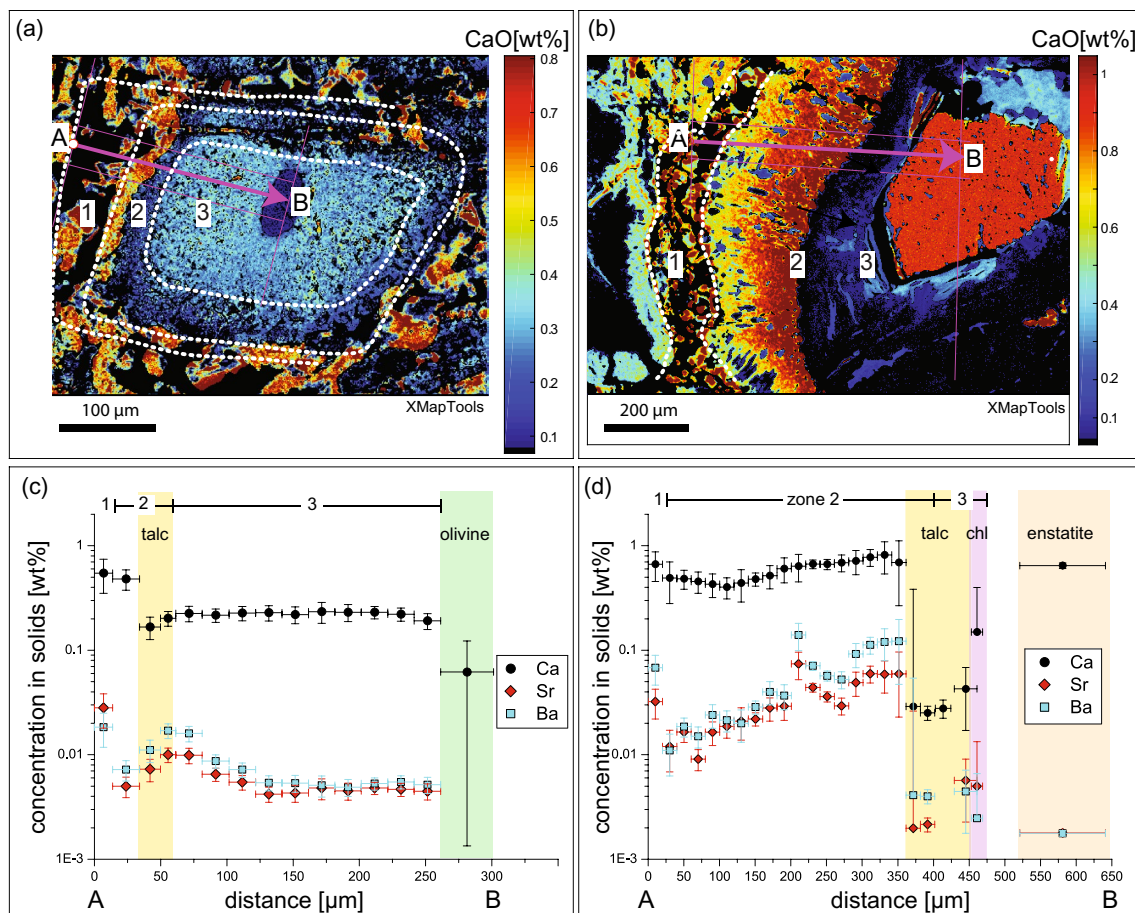 (a)
CaO[wt%]
A
1
2
3
B
0.8
0.7
0.6
0.5
0.4
0.3
0.2
0.1
100 µm
XMapTools
(b)
CaO[wt%]
A
1
2
3
B
1
0.8
0.6
0.4
0.2
200 µm
XMapTools
(c)
1
2
3
talc
olivine
concentration in solids [wt%]
1
0.1
0.01
1E-3
Ca
Sr
Ba
0 50 100 150 200 250 300
A distance [µm] B
(d)
1 zone 2 3
talc chl enstatite
concentration in solids [wt%]
1
0.1
0.01
1E-3
Ca
Sr
Ba
0 50 100 150 200 250 300 350 400 450 500 550 600 650
A distance [µm] B